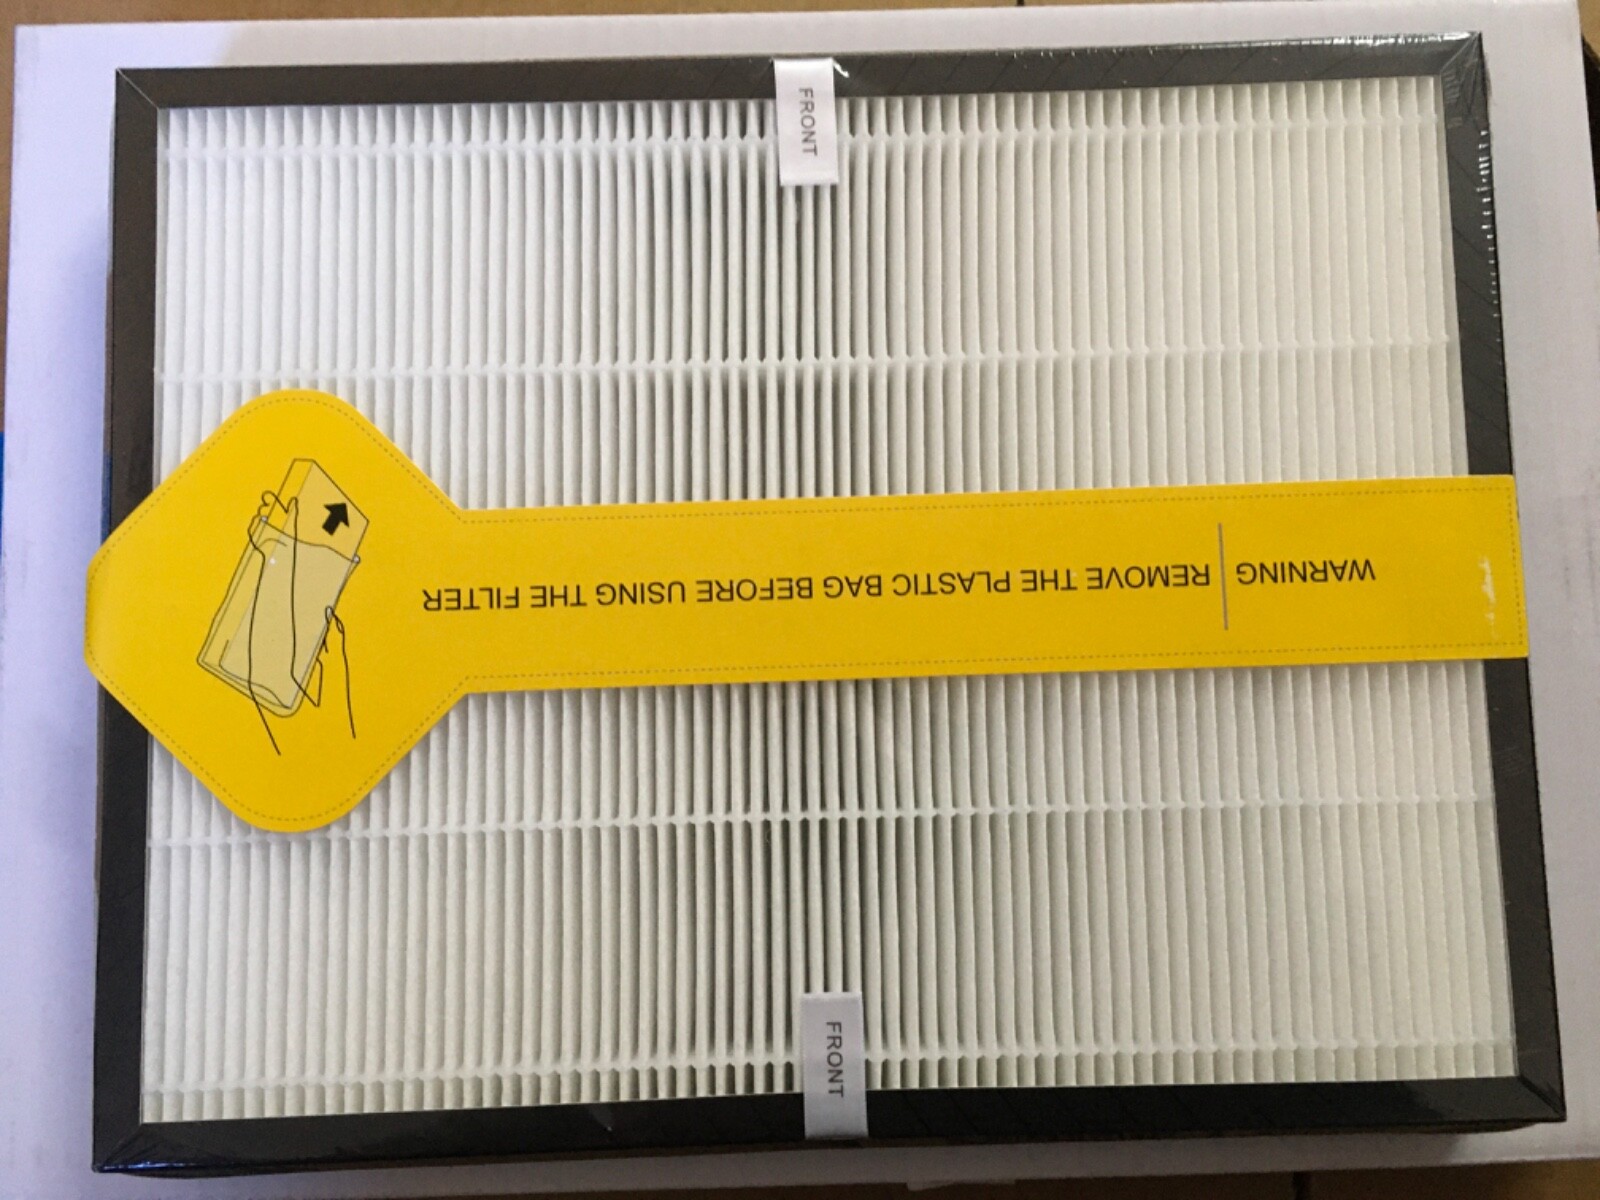 FRONT
WARNING
REMOVE THE PLASTIC BAG BEFORE USING THE FILTER
FRONT